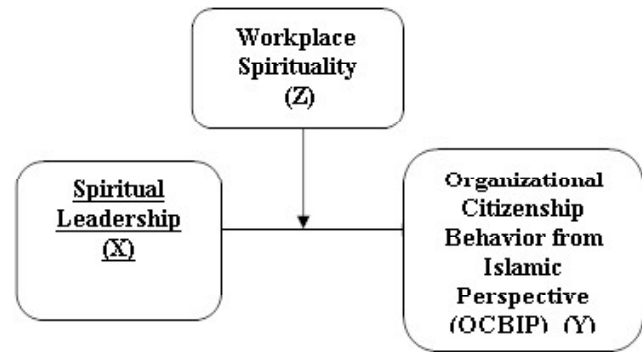 Workplace
Spirituality
(Z)
Spiritual
Leadership
(X)
Organizational
Citizenship
Behavior from
Islamic
Perspective
(OCBIP) (Y)